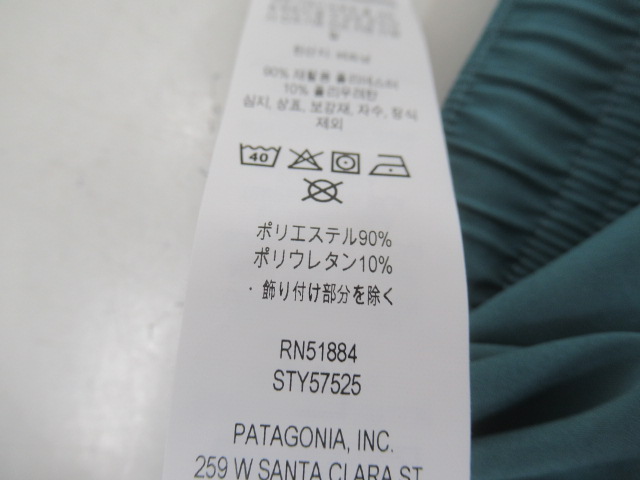 90% 재활용 폴리에스터
10% 폴리우레탄
심지, 상표, 보강재, 자수, 장식
제외
40
ポリエステル90%
ポリウレタン10%
・飾り付け部分を除く
RN51884
STY57525
PATAGONIA, INC.
259 W SANTA CLARA ST